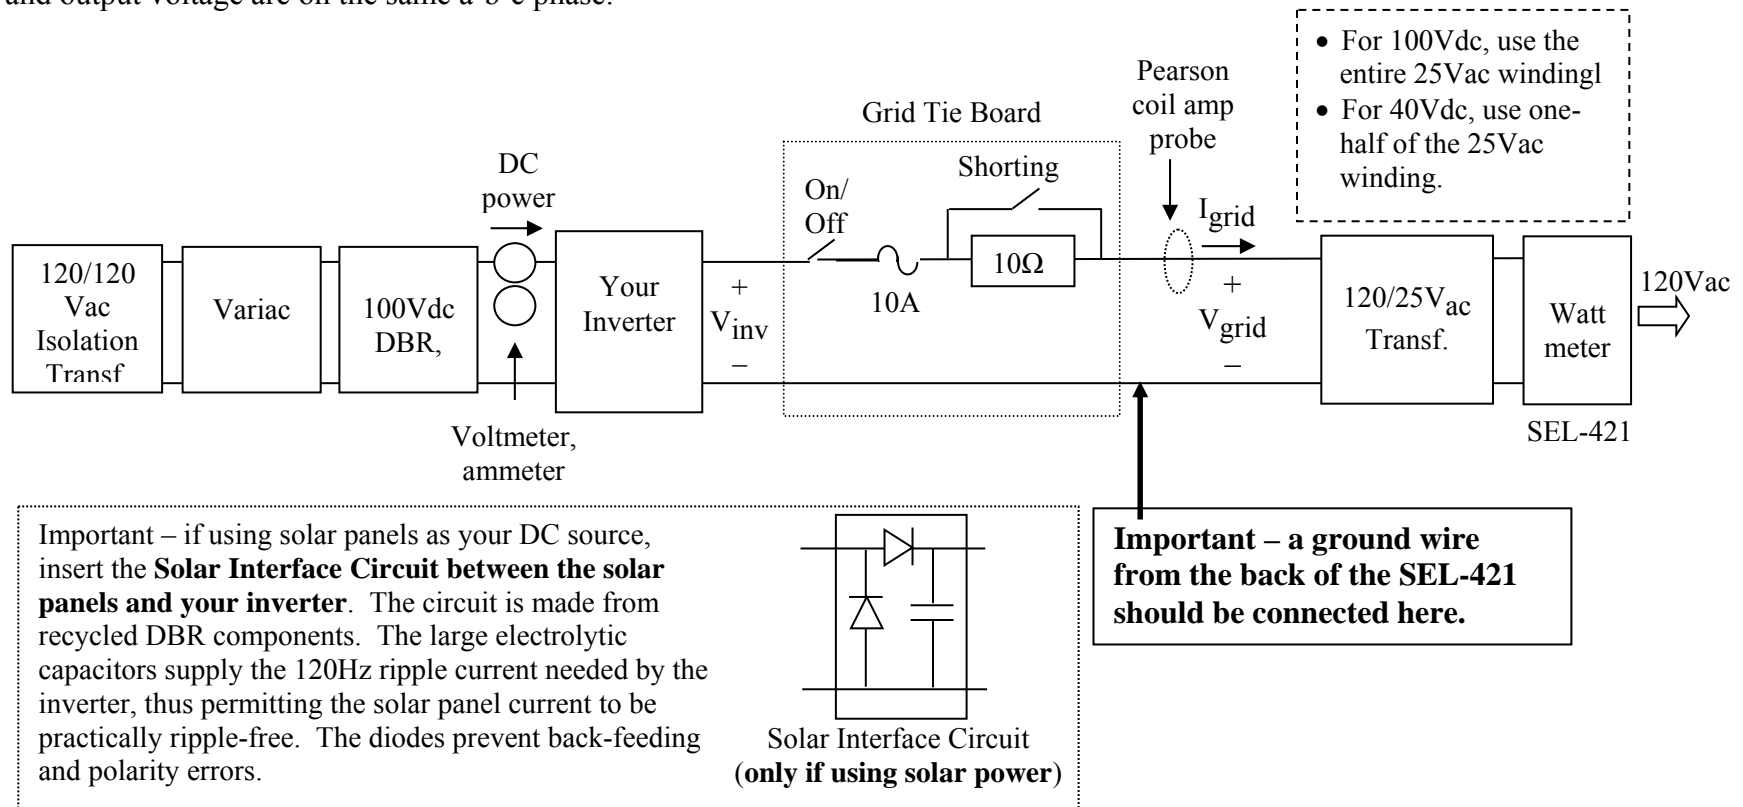 and output voltage are on the same a-b-c phase.
• For 100Vdc, use the
entire 25Vac windingl
• For 40Vdc, use one-
half of the 25Vac
winding.
Pearson
coil amp
probe
Grid Tie Board
DC
power
On/
Off
Shorting
Igrid
120/120
Vac
Isolation
Transf
Variac
100Vdc
DBR,
Your
Inverter
+
Vinv
–
10A
10Ω
+
Vgrid
–
120/25Vac
Transf.
Watt
meter
120Vac
SEL-421
Voltmeter,
ammeter
Important – if using solar panels as your DC source,
insert the Solar Interface Circuit between the solar
panels and your inverter. The circuit is made from
recycled DBR components. The large electrolytic
capacitors supply the 120Hz ripple current needed by the
inverter, thus permitting the solar panel current to be
practically ripple-free. The diodes prevent back-feeding
and polarity errors.
Solar Interface Circuit
(only if using solar power)
Important – a ground wire
from the back of the SEL-421
should be connected here.